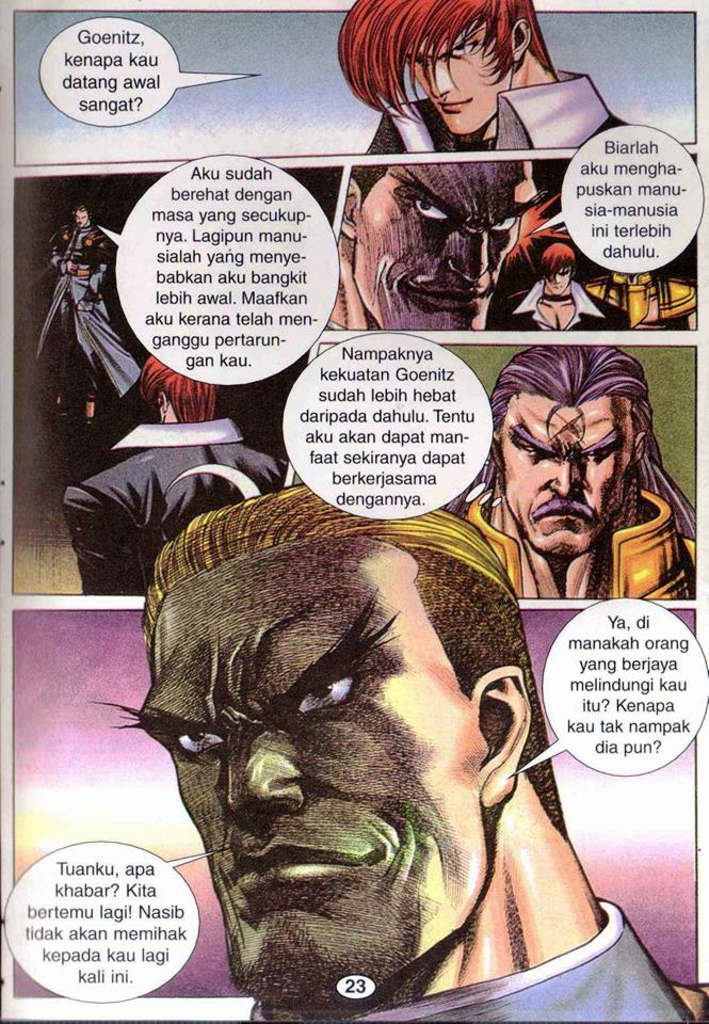 Goenitz,
kenapa kau
datang awal
sangat?
Aku sudah
berehat dengan
masa yang secukup-
nya. Lagipun manu-
sialah yang menye-
babkan aku bangkit
lebih awal. Maafkan
aku kerana telah men-
ganggu pertarun-
gan kau.
Biarlah
aku mengha-
puskan manu-
sia-manusia
ini terlebih
dahulu.
Nampaknya
kekuatan Goenitz
sudah lebih hebat
daripada dahulu. Tentu
aku akan dapat man-
faat sekiranya dapat
berkerjasama
dengannya.
Ya, di
manakah orang
yang berjaya
melindungi kau
itu? Kenapa
kau tak nampak
dia pun?
Tuanku, apa
khabar? Kita
bertemu lagi! Nasib
tidak akan memihak
kepada kau lagi
kali ini.
23